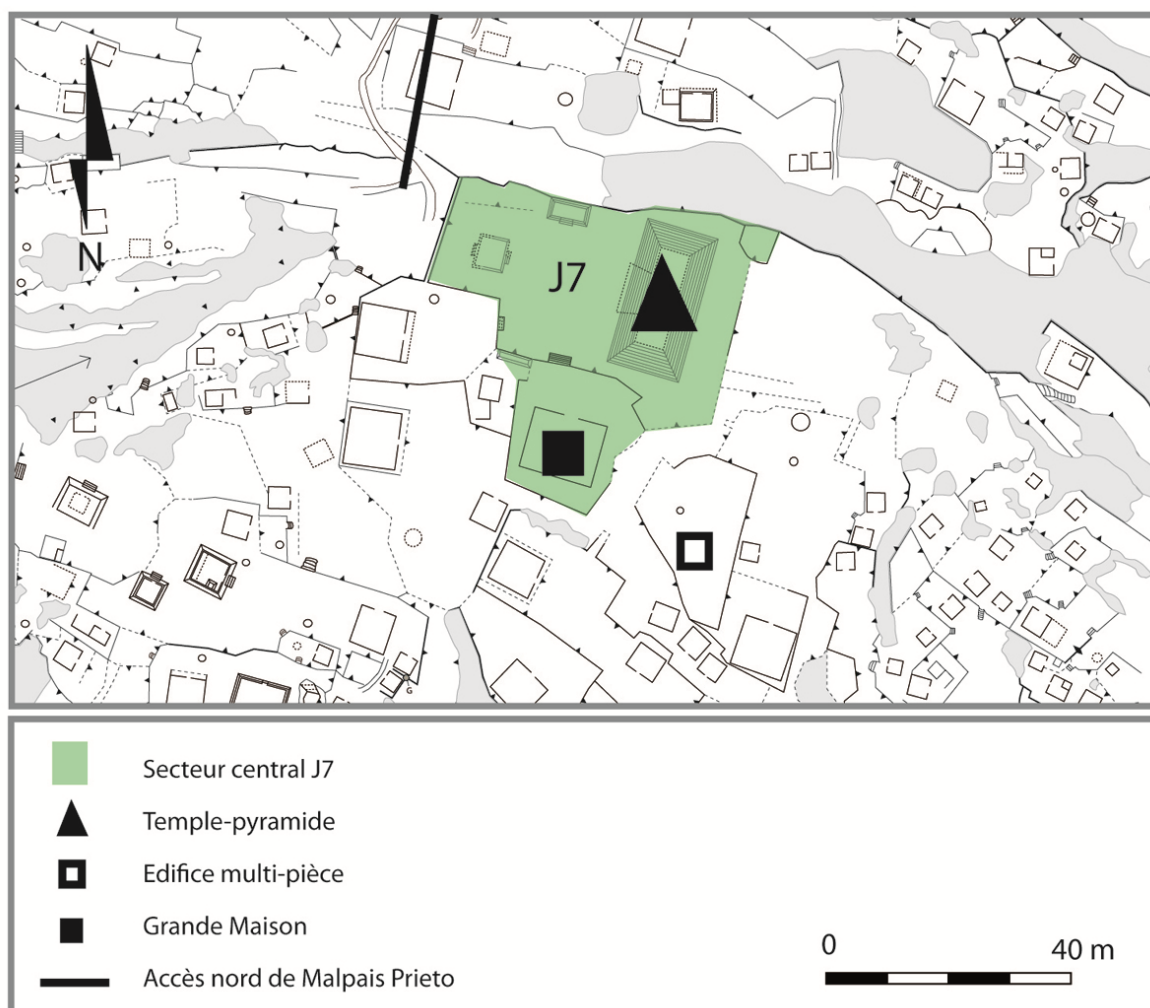 J7
N
Secteur central J7
Temple-pyramide
Edifice multi-pièce
Grande Maison
Accès nord de Malpais Prieto
0 40 m